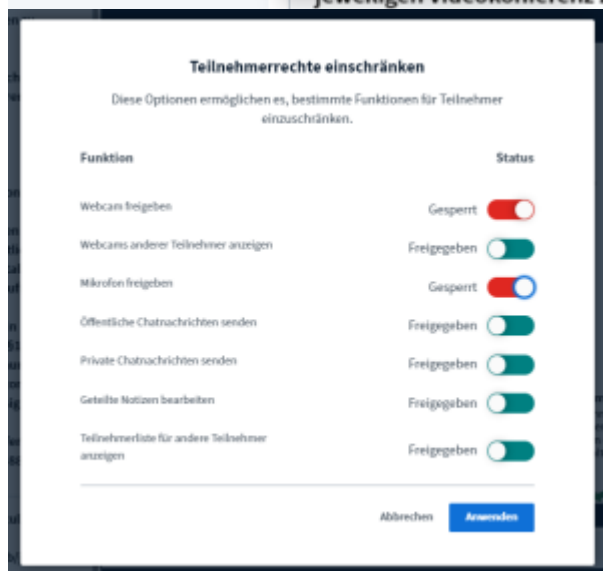 jeweiligen Videokonferenz
Teilnehmerrechte einschränken
Diese Optionen ermöglichen es, bestimmte Funktionen für Teilnehmer
einzuschränken.
Funktion Status
Webcam freigeben Gesperrt
Webcams anderer Teilnehmer anzeigen Freigegeben
Mikrofon freigeben Gesperrt
Öffentliche Chatnachrichten senden Freigegeben
Private Chatnachrichten senden Freigegeben
Geteilte Notizen bearbeiten Freigegeben
Teilnehmerliste für andere Teilnehmer
anzeigen Freigegeben
Abbrechen Anwenden